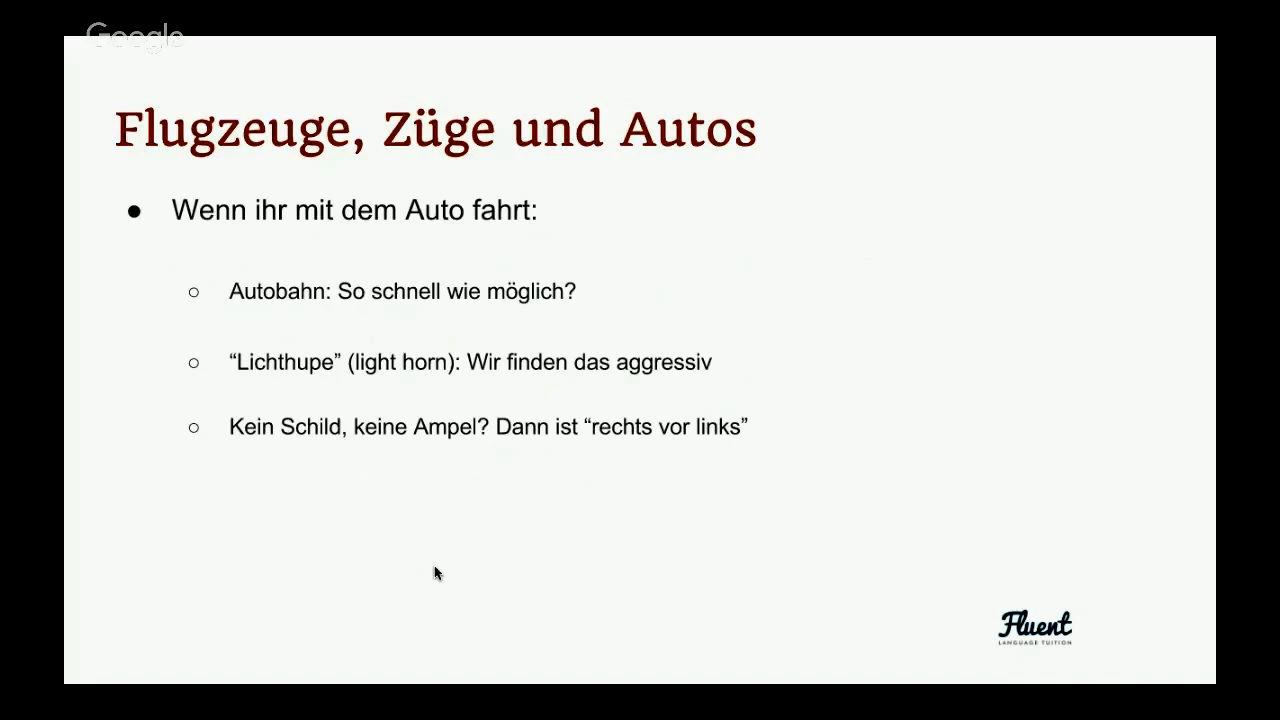 Google
Flugzeuge, Züge und Autos
● Wenn ihr mit dem Auto fahrt:
○ Autobahn: So schnell wie möglich?
○ “Lichthupe” (light horn): Wir finden das aggressiv
○ Kein Schild, keine Ampel? Dann ist “rechts vor links”
Fluent
LANGUAGE TUITION